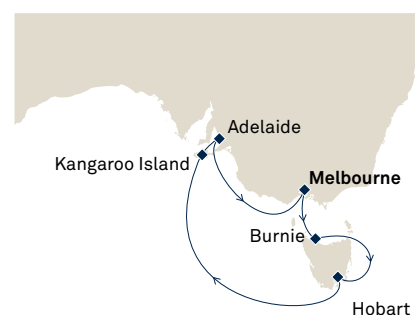 Adelaide
Kangaroo Island
Melbourne
Burnie
Hobart